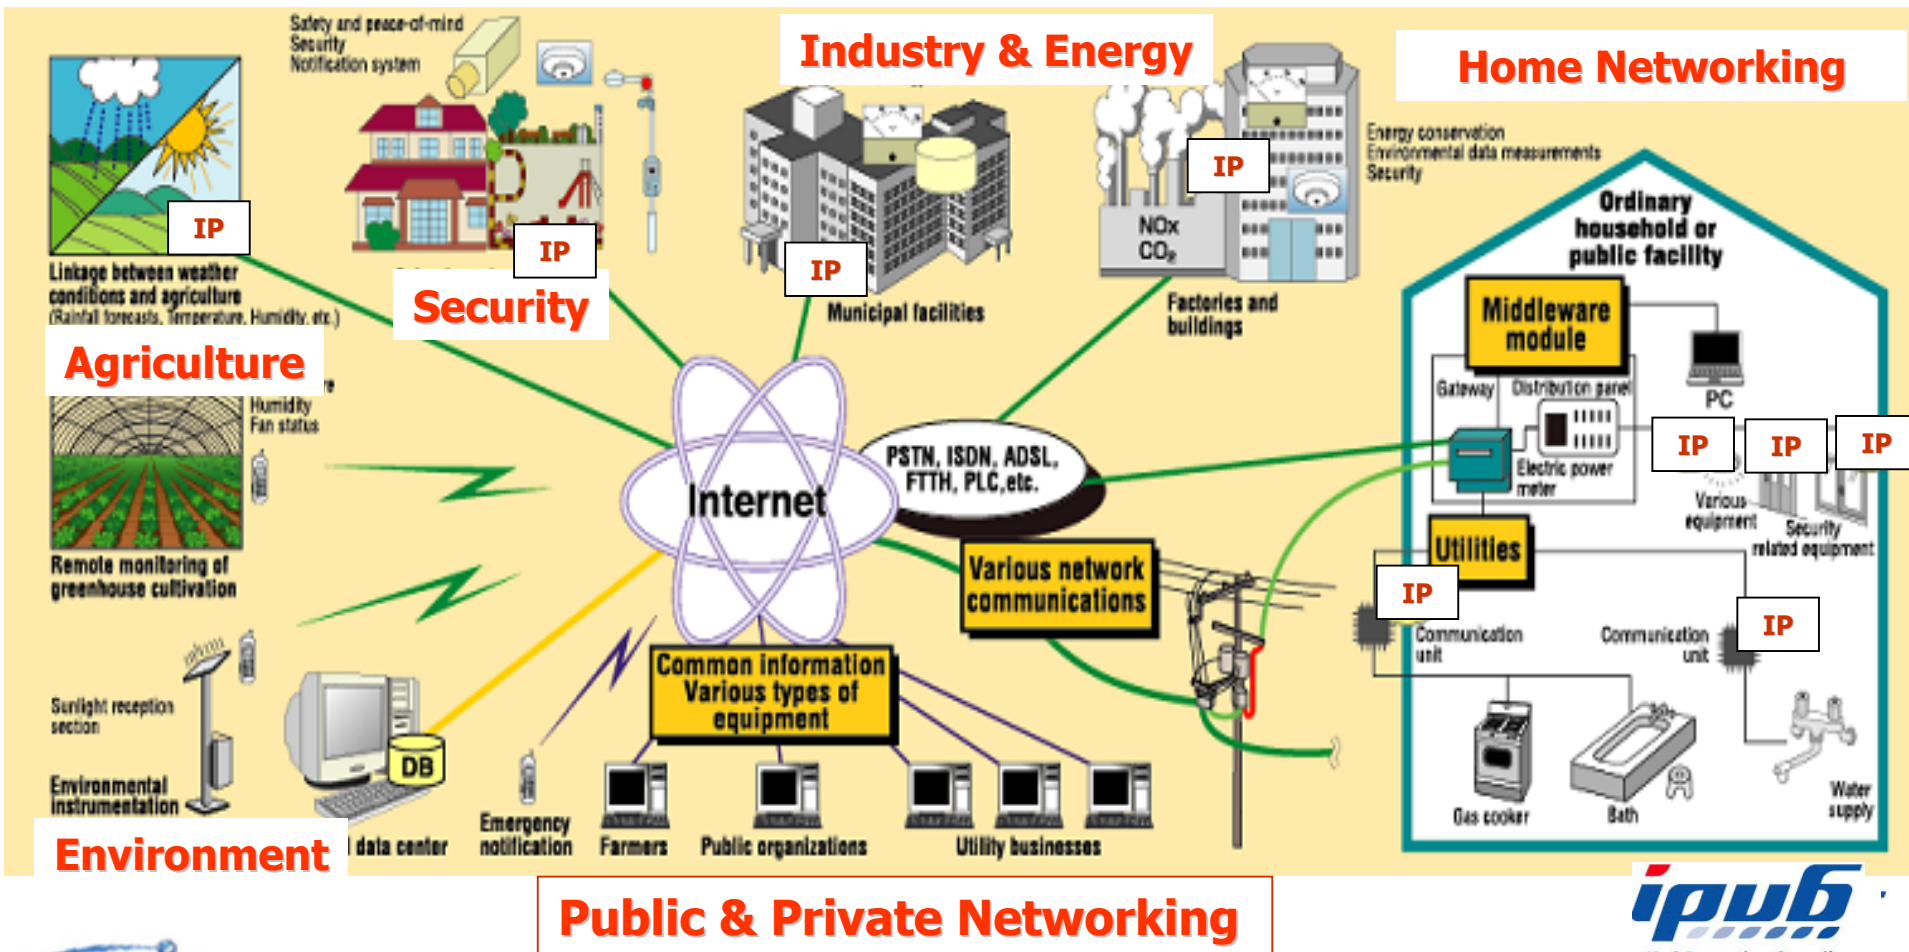 Safety and peace-of-mind
Security
Notification system
Industry & Energy
Home Networking
Energy conservation
Environmental data measurements
Security
IP
NOx
CO₂
IP
IP
IP
Linkage between weather
conditions and agriculture
(Rainfall forecasts, Temperature, Humidity, etc.)
Security
Municipal facilities
Factories and
buildings
Agriculture
Humidity
Fan status
Remote monitoring of
greenhouse cultivation
Internet
PSTN, ISDN, ADSL,
FTTH, PLC,etc.
Various network
communications
Ordinary
household or
public facility
Middleware
module
Gateway
Distribution panel
PC
IP
IP
IP
Electric power
meter
Various
equipment
Security
related equipment
Utilities
IP
IP
Communication
unit
Communication
unit
Gas cooker
Bath
Water
supply
Sunlight reception
section
Environmental
instrumentation
DB
data center
Common information
Various types of
equipment
Emergency
notification
Farmers
Public organizations
Utility businesses
Environment
Public & Private Networking
ipv6